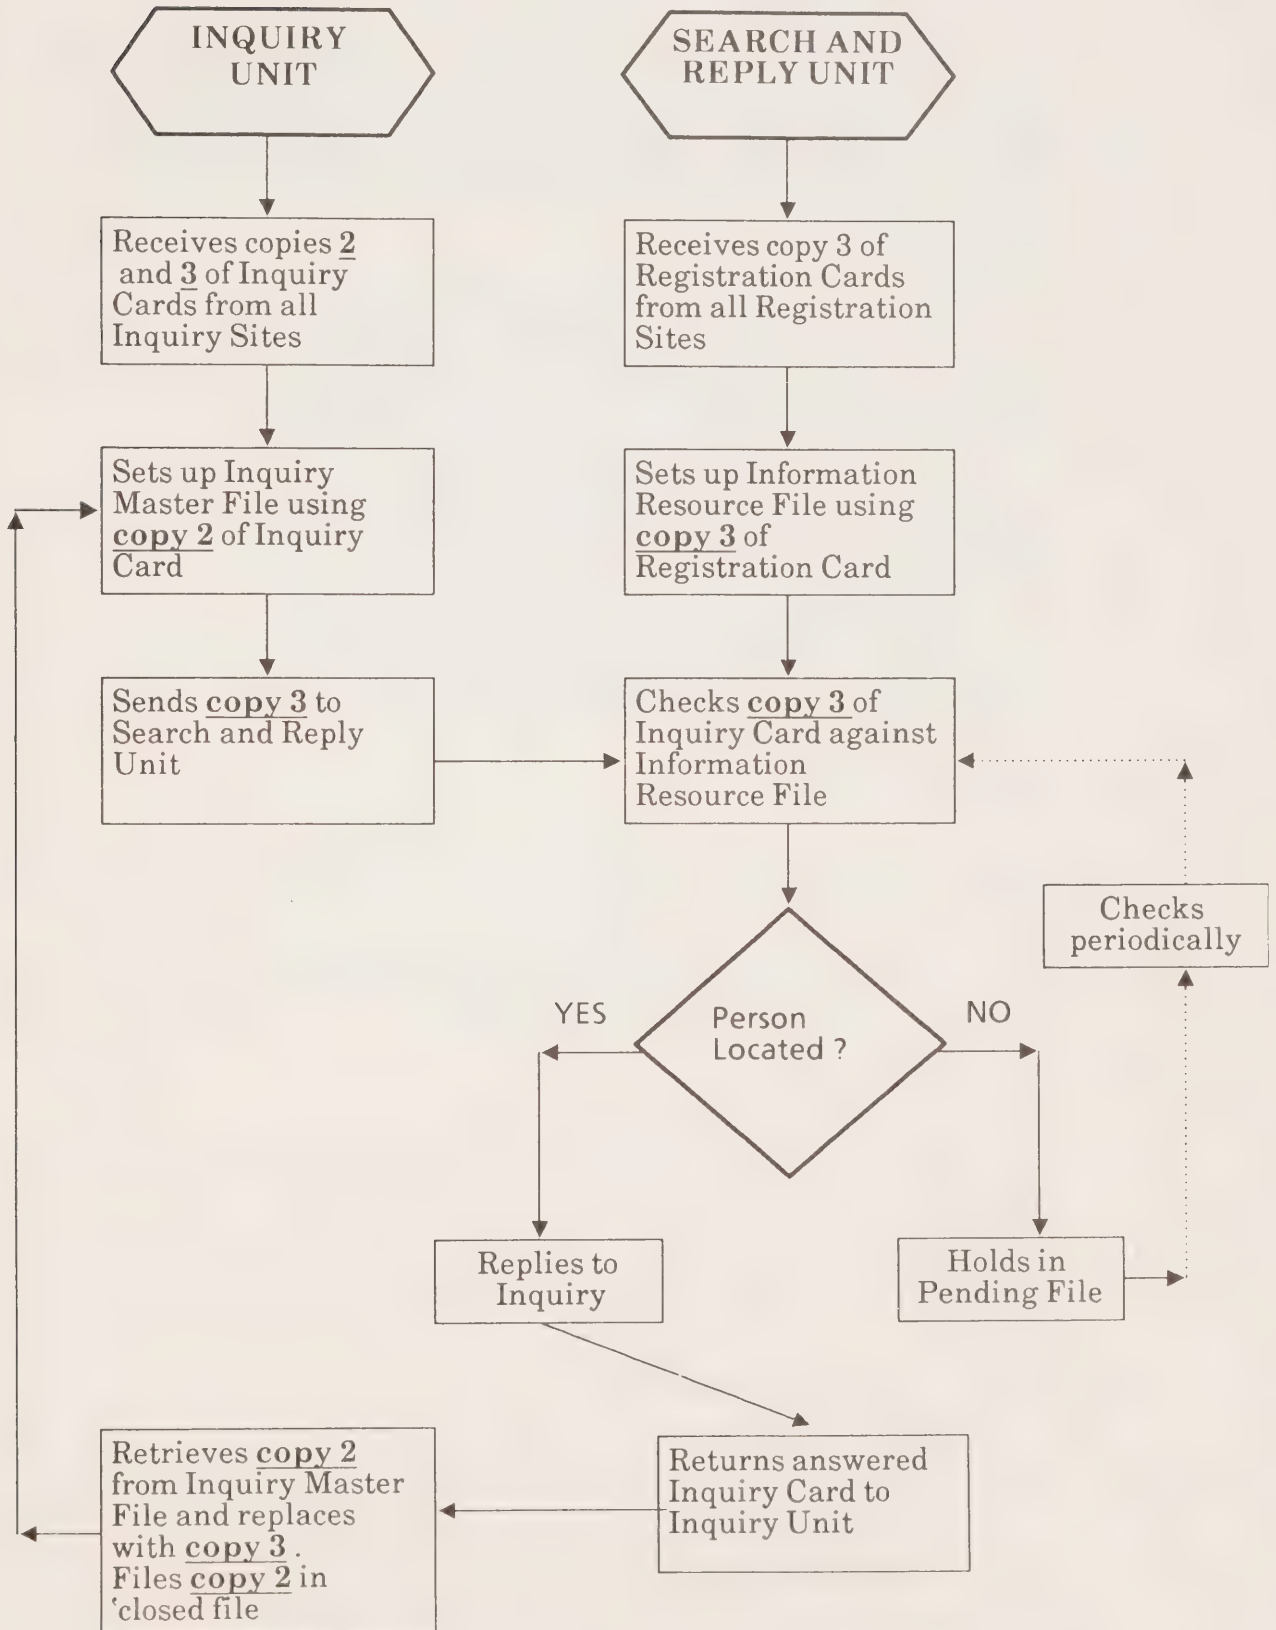 INQUIRY
UNIT
SEARCH AND
REPLY UNIT
Receives copies 2
and 3 of Inquiry
Cards from all
Inquiry Sites
Receives copy 3 of
Registration Cards
from all Registration
Sites
Sets up Inquiry
Master File using
copy 2 of Inquiry
Card
Sets up Information
Resource File using
copy 3 of
Registration Card
Sends copy 3 to
Search and Reply
Unit
Checks copy 3 of
Inquiry Card against
Information
Resource File
Checks
periodically
YES
Person
Located ?
NO
Replies to
Inquiry
Holds in
Pending File
Retrieves copy 2
from Inquiry Master
File and replaces
with copy 3 .
Files copy 2 in
'closed file
Returns answered
Inquiry Card to
Inquiry Unit